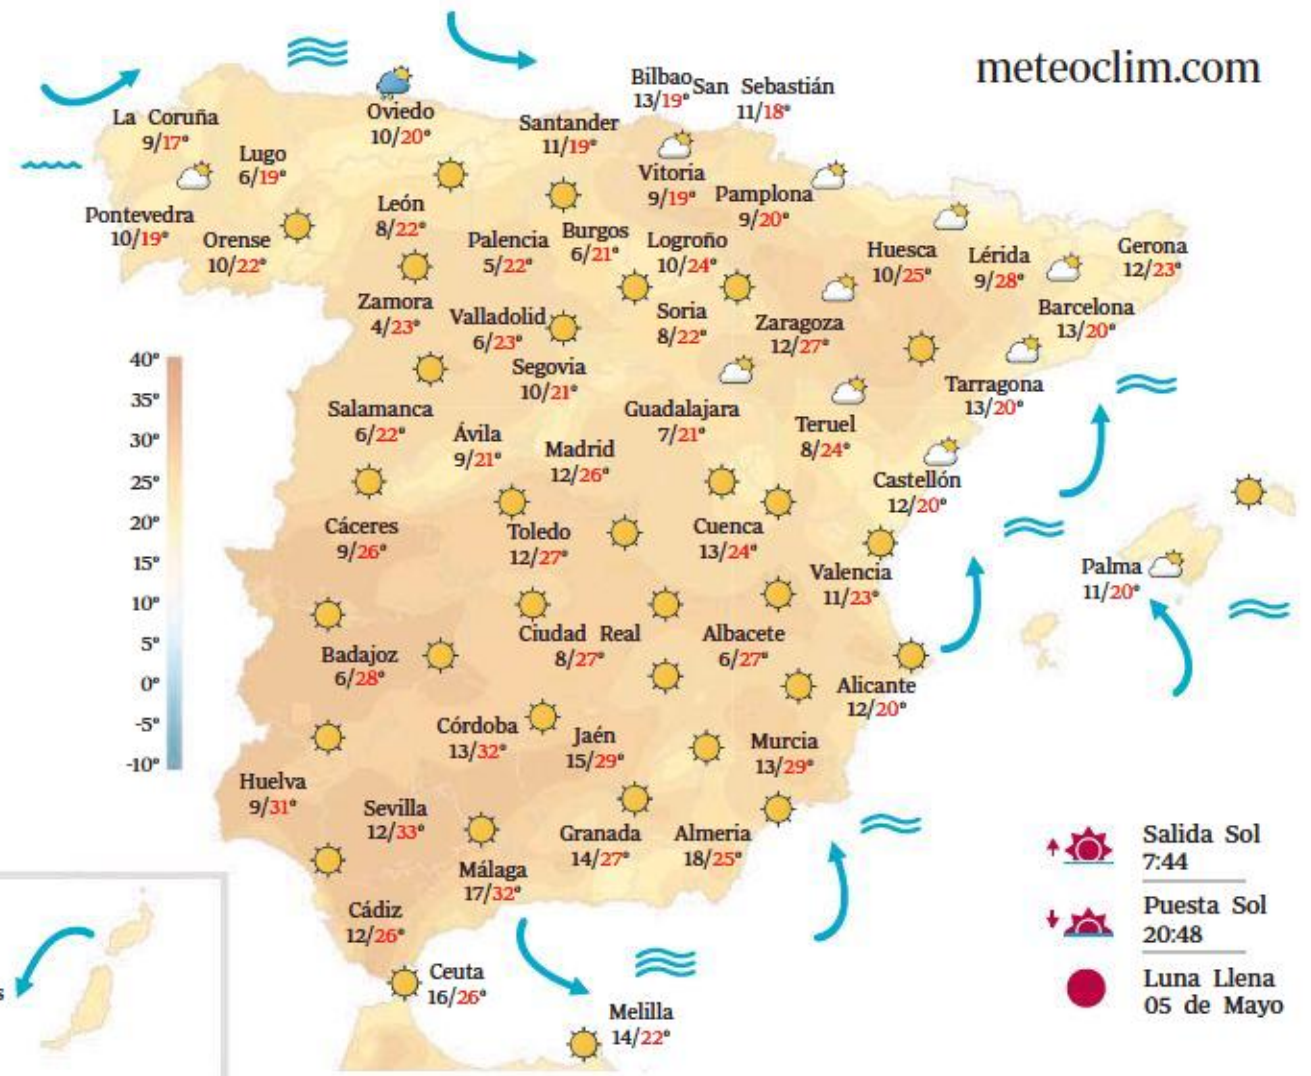 meteoclim.com
Bilbao
13/19°
San Sebastián
11/18°
La Coruña
9/17°
Oviedo
10/20°
Santander
11/19°
Lugo
6/19°
Vitoria
9/19°
Pamplona
9/20°
León
8/22°
Pontevedra
10/19°
Orense
10/22°
Palencia
5/22°
Burgos
6/21°
Logroño
10/24°
Huesca
10/25°
Lérida
9/28°
Gerona
12/23°
Zamora
4/23°
Valladolid
6/23°
Soria
8/22°
Zaragoza
12/27°
Barcelona
13/20°
Segovia
10/21°
Tarragona
13/20°
Salamanca
6/22°
Ávila
9/21°
Madrid
12/26°
Guadalajara
7/21°
Teruel
8/24°
Castellón
12/20°
Cáceres
9/26°
Toledo
12/27°
Cuenca
13/24°
Valencia
11/23°
Palma
11/20°
Badajoz
6/28°
Ciudad Real
8/27°
Albacete
6/27°
Alicante
12/20°
Córdoba
13/32°
Jaén
15/29°
Murcia
13/29°
Huelva
9/31°
Sevilla
12/33°
Málaga
17/32°
Granada
14/27°
Almeria
18/25°
Cádiz
12/26°
Ceuta
16/26°
Melilla
14/22°
40°
35°
30°
25°
20°
15°
10°
5°
0°
-5°
-10°
Salida Sol
7:44
Puesta Sol
20:48
Luna Llena
05 de Mayo